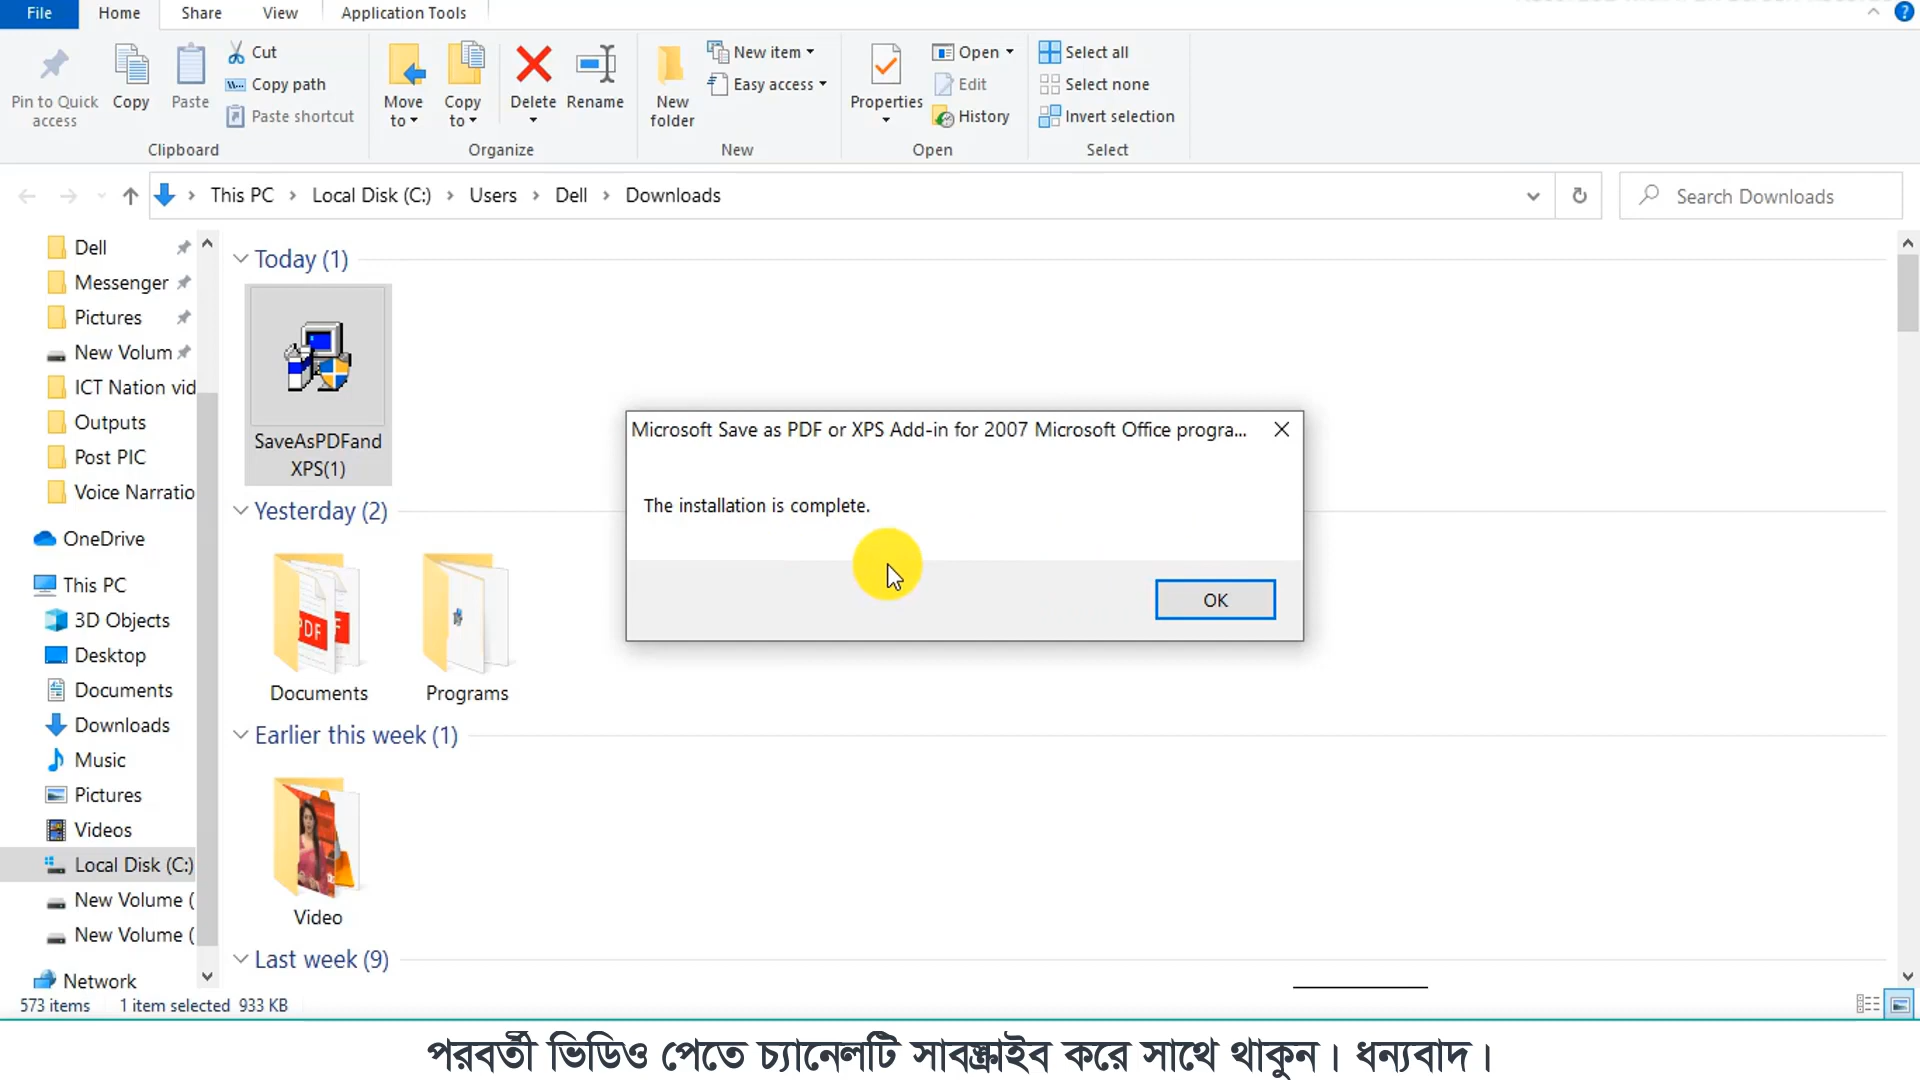 File Home Share View Application Tools
Pin to Quick access
Copy
Paste
Cut
Copy path
Paste shortcut
Clipboard
Move to
Copy to
Delete
Rename
Organize
New folder
New item
Easy access
New
Properties
Open
Edit
History
Open
Select all
Select none
Invert selection
Select
This PC > Local Disk (C:) > Users > Dell > Downloads
Search Downloads
Dell
Messenger
Pictures
New Volum
ICT Nation vid
Outputs
Post PIC
Voice Narratio
OneDrive
This PC
3D Objects
Desktop
Documents
Downloads
Music
Pictures
Videos
Local Disk (C:)
New Volume (
New Volume (
Network
Today (1)
SaveAsPDFand
XPS(1)
Yesterday (2)
Documents
Programs
Earlier this week (1)
Video
Last week (9)
Microsoft Save as PDF or XPS Add-in for 2007 Microsoft Office progra...
The installation is complete.
OK
573 items 1 item selected 933 KB
পরবর্তী ভিডিও পেতে চ্যানেলটি সাবস্ক্রাইব করে সাথে থাকুন। ধন্যবাদ।